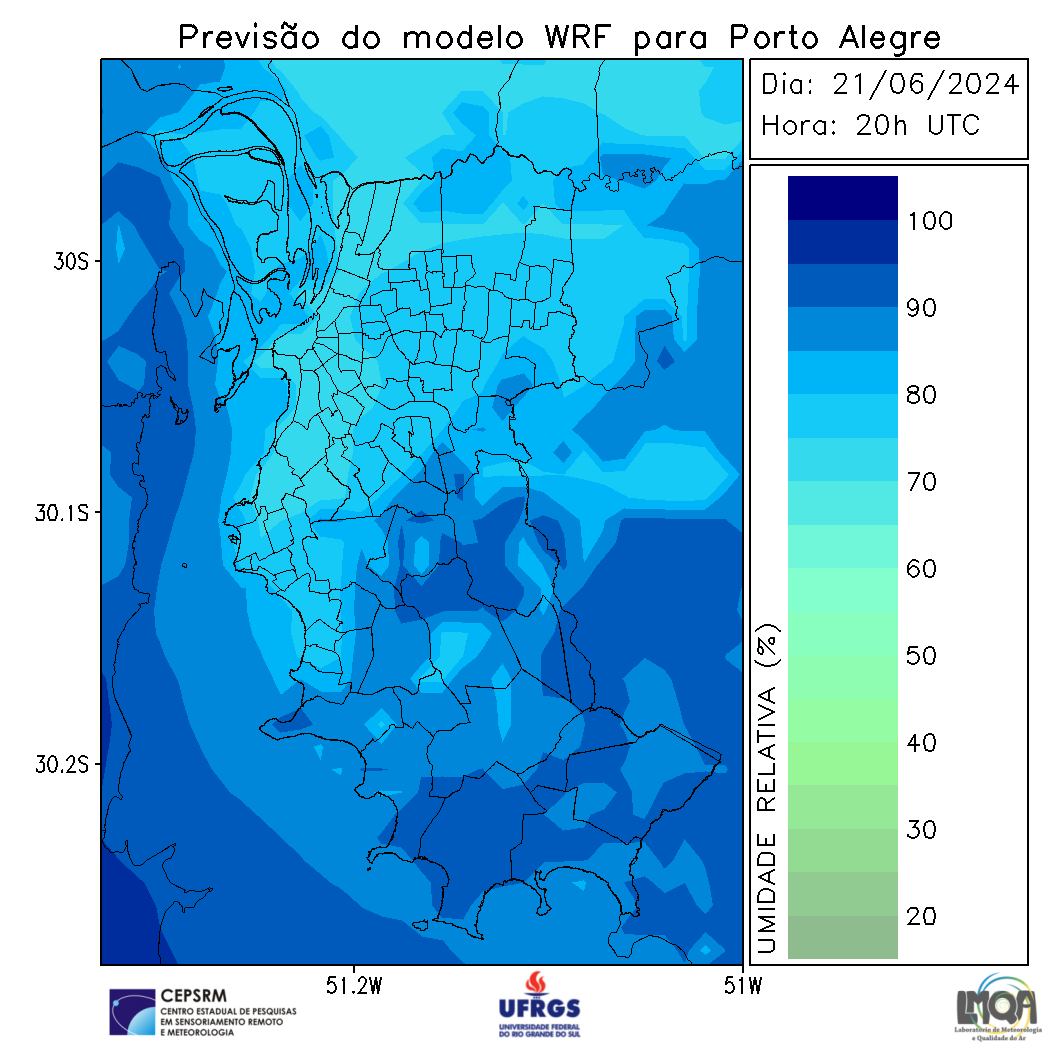 Previsão do modelo WRF para Porto Alegre
Dia: 21/06/2024
Hora: 20h UTC
100
90
80
70
60
50
40
30
20
UMIDADE RELATIVA (%)
30S
30.1S
30.2S
51.2W
51W
CEPSRM
CENTRO ESTADUAL DE PESQUISAS
EM SENSORIAMENTO REMOTO
E METEOROLOGIA
UFRGS
UNIVERSIDADE FEDERAL
DO RIO GRANDE DO SUL
LMQA
Laboratório de Meteorologia
e Qualidade do Ar